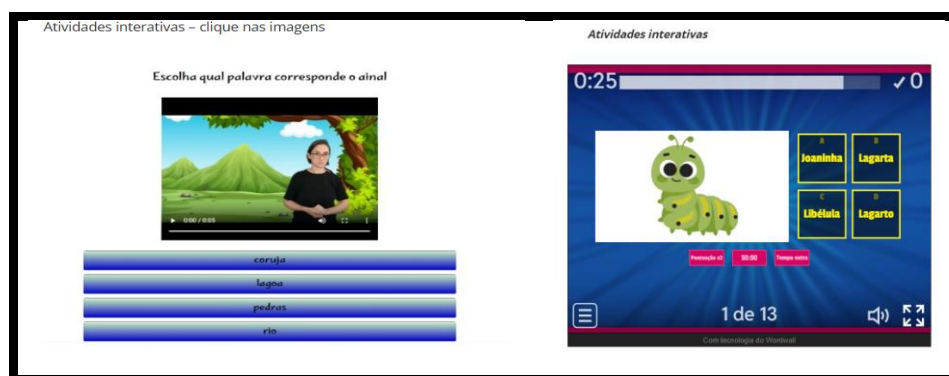 Atividades interativas – clique nas imagens
Escolha qual palavra corresponde o ainal
0:00 / 0:05
coruja
lagoa
pedras
rio
Atividades interativas
0:25
✓ 0
A
Joaninha
B
Lagarta
C
Libélula
D
Lagarto
Pontuação x2
50:50
Tempo extra
1 de 13
Com tecnologia do Wordwall